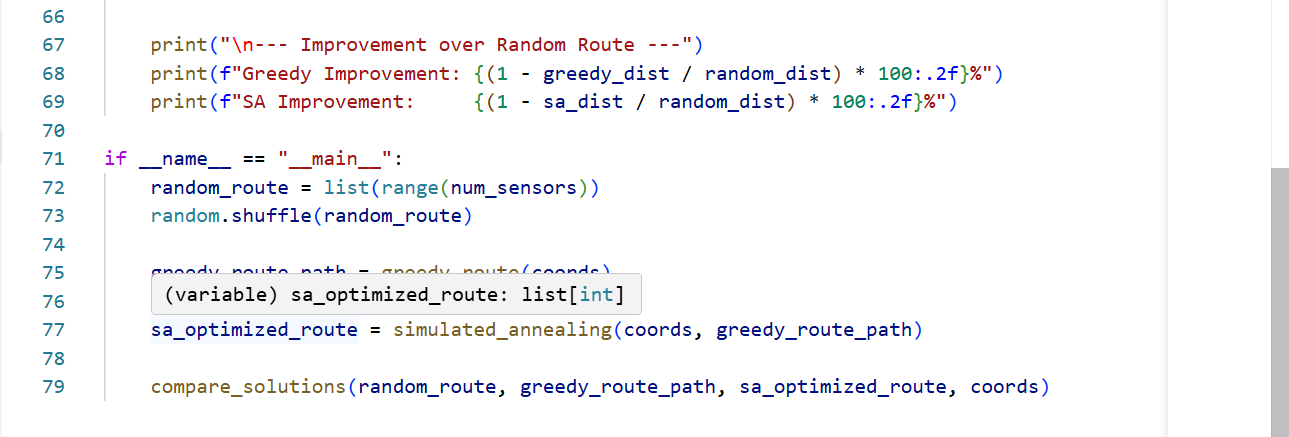 66
67 print("\n--- Improvement over Random Route ---")
68 print(f"Greedy Improvement: {(1 - greedy_dist / random_dist) * 100:.2f}%")
69 print(f"SA Improvement:     {(1 - sa_dist / random_dist) * 100:.2f}%")
70
71 if __name__ == "__main__":
72 random_route = list(range(num_sensors))
73 random.shuffle(random_route)
74
75 greedy_route_path = greedy_route(coords)
(variable) sa_optimized_route: list[int]
76
77 sa_optimized_route = simulated_annealing(coords, greedy_route_path)
78
79 compare_solutions(random_route, greedy_route_path, sa_optimized_route, coords)